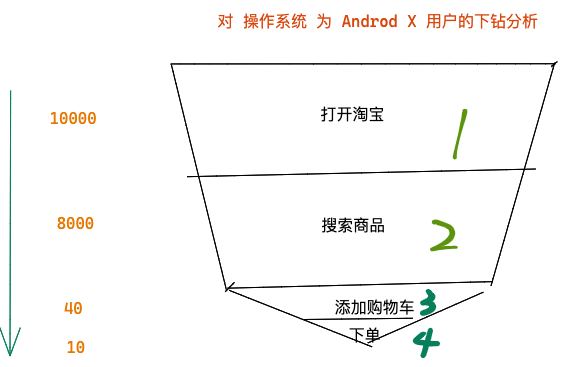 对 操作系统 为 Androd X 用户的下钻分析
10000 打开淘宝 1
8000 搜索商品 2
40 添加购物车 3
10 下单 4